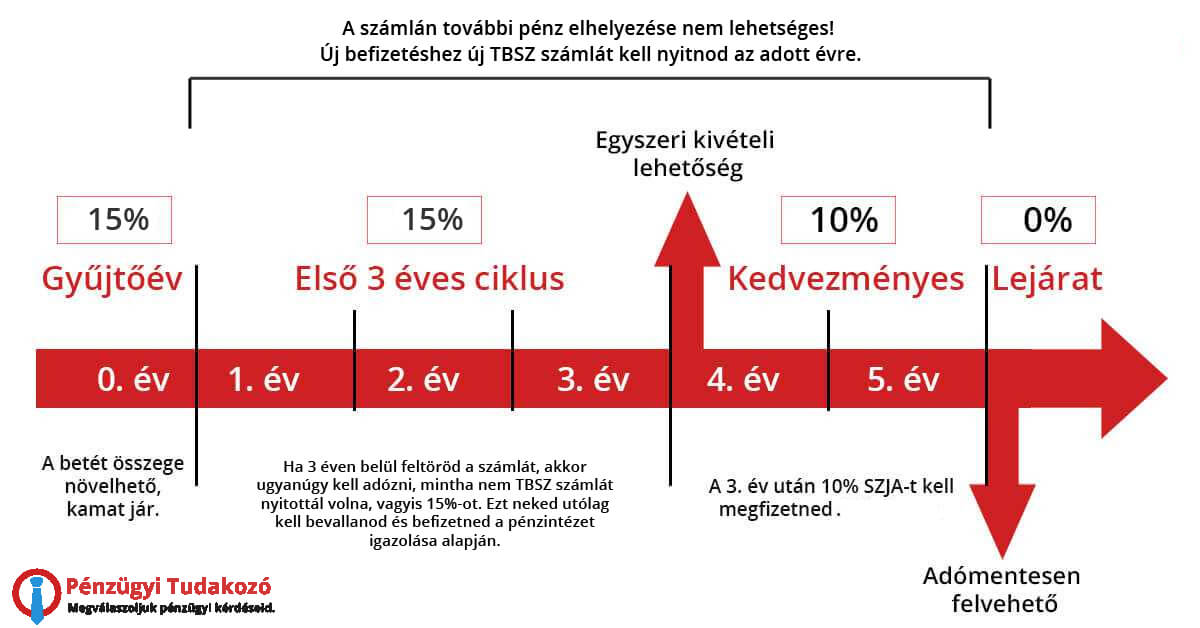 A számlán további pénz elhelyezése nem lehetséges!
Új befizetéshez új TBSZ számlát kell nyitnod az adott évre.
Egyszeri kivételi
lehetőség
15%
15%
10%
0%
Gyűjtőév
Első 3 éves ciklus
Kedvezményes
Lejárat
0. év
1. év
2. év
3. év
4. év
5. év
A betét összege
növelhető,
kamat jár.
Ha 3 éven belül feltöröd a számlát, akkor
ugyanúgy kell adózni, mintha nem TBSZ számlát
nyitottál volna, vagyis 15%-ot. Ezt neked utólag
kell bevallanod és befizetned a pénzintézet
igazolása alapján.
A 3. év után 10% SZJA-t kell
megfizetned .
Adómentesen
felvehető
Pénzügyi Tudakozó
Megválaszoljuk pénzügyi kérdéseid.